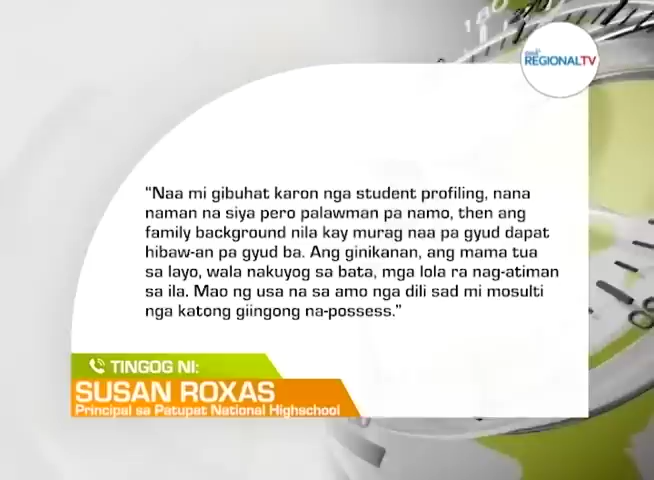 REGIONALTV
"Naa mi gibuhat karon nga student profiling, nana
naman na siya pero palawman pa namo, then ang
family background nila kay murag naa pa gyud dapat
hibaw-an pa gyud ba. Ang ginikanan, ang mama tua
sa layo, wala nakuyog sa bata, mga lola ra nag-atiman
sa ila. Mao ng usa na sa amo nga dili sad mi mosulti
nga katong giingong na-possess."
TINGOG NI:
SUSAN ROXAS
Principal sa Patupat National Highschool